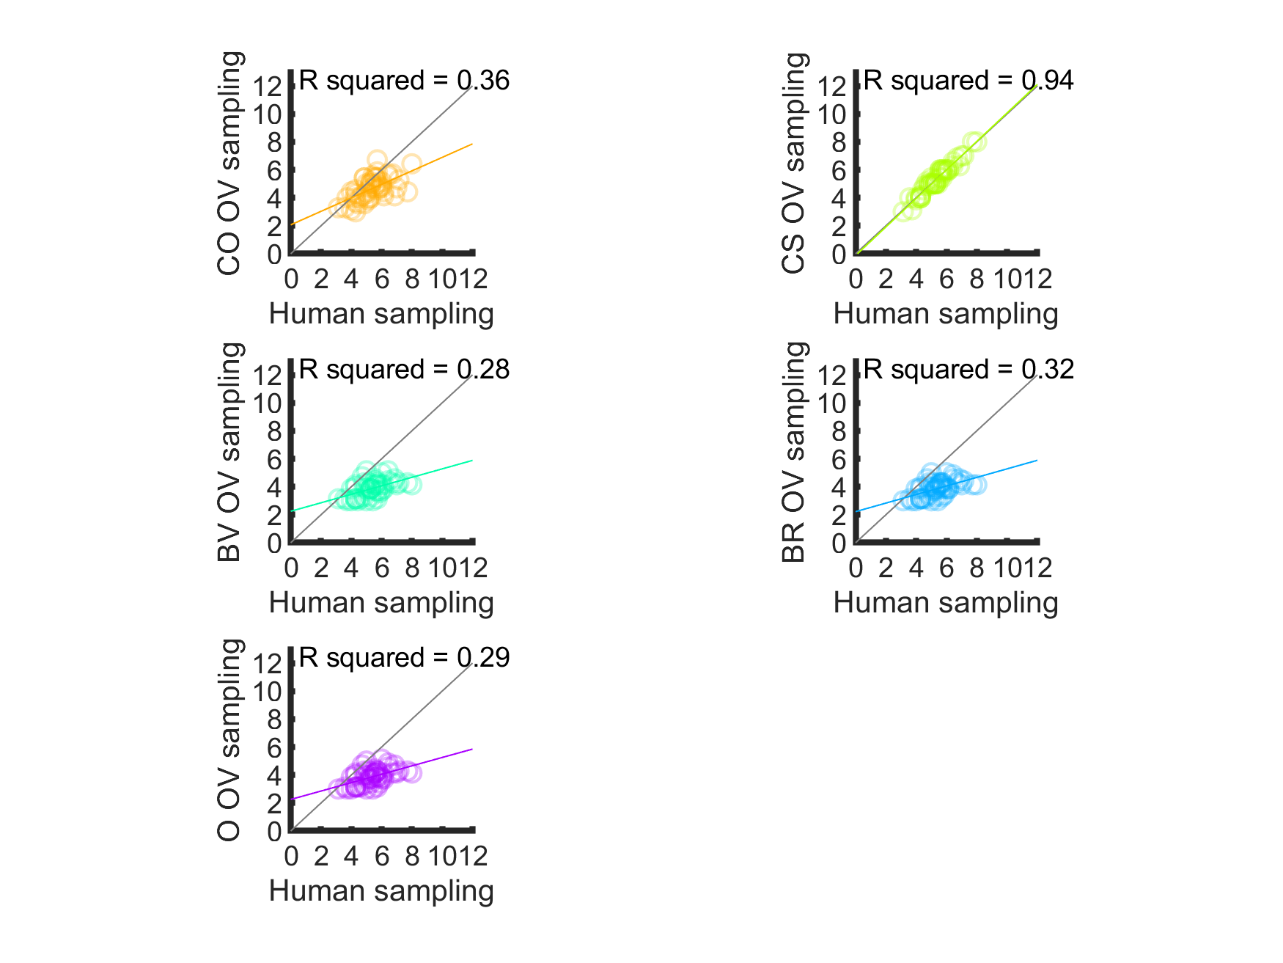 R squared = 0.36
CO OV sampling
12
10
8
6
4
2
0
0 2 4 6 8 10 12
Human sampling
R squared = 0.94
CS OV sampling
12
10
8
6
4
2
0
0 2 4 6 8 10 12
Human sampling
R squared = 0.28
BV OV sampling
12
10
8
6
4
2
0
0 2 4 6 8 10 12
Human sampling
R squared = 0.32
BR OV sampling
12
10
8
6
4
2
0
0 2 4 6 8 10 12
Human sampling
R squared = 0.29
O OV sampling
12
10
8
6
4
2
0
0 2 4 6 8 10 12
Human sampling